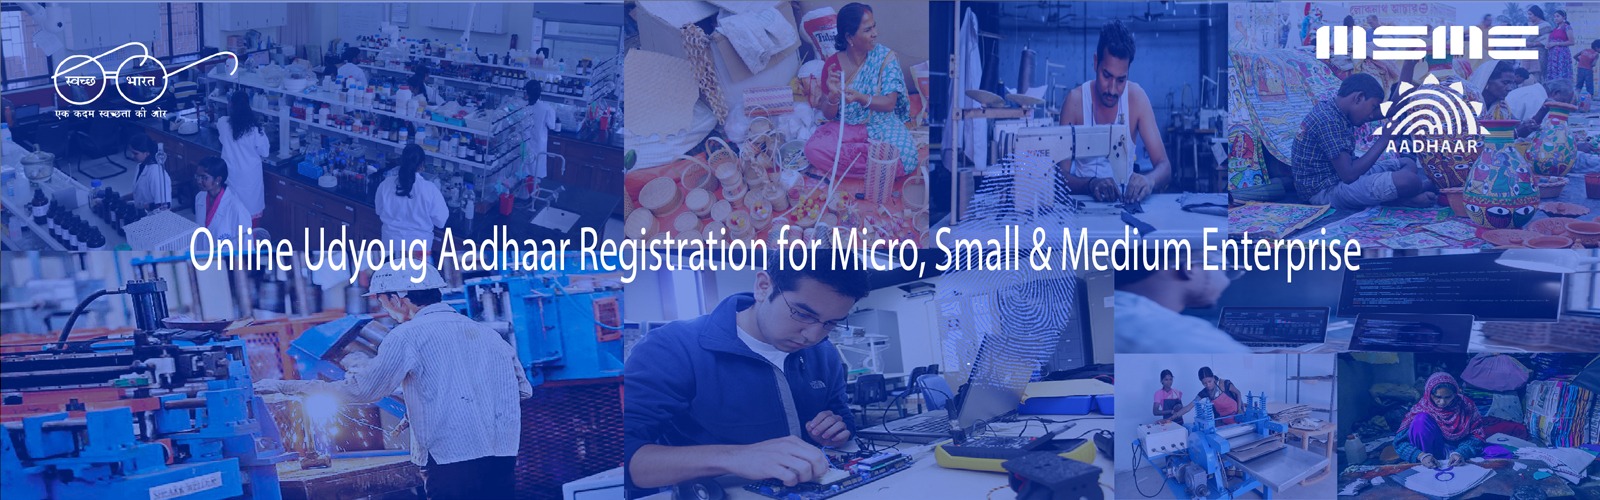 स्वच्छ भारत
एक कदम स्वच्छता की ओर
MSME
AADHAAR
Online Udyoug Aadhaar Registration for Micro, Small & Medium Enterprise